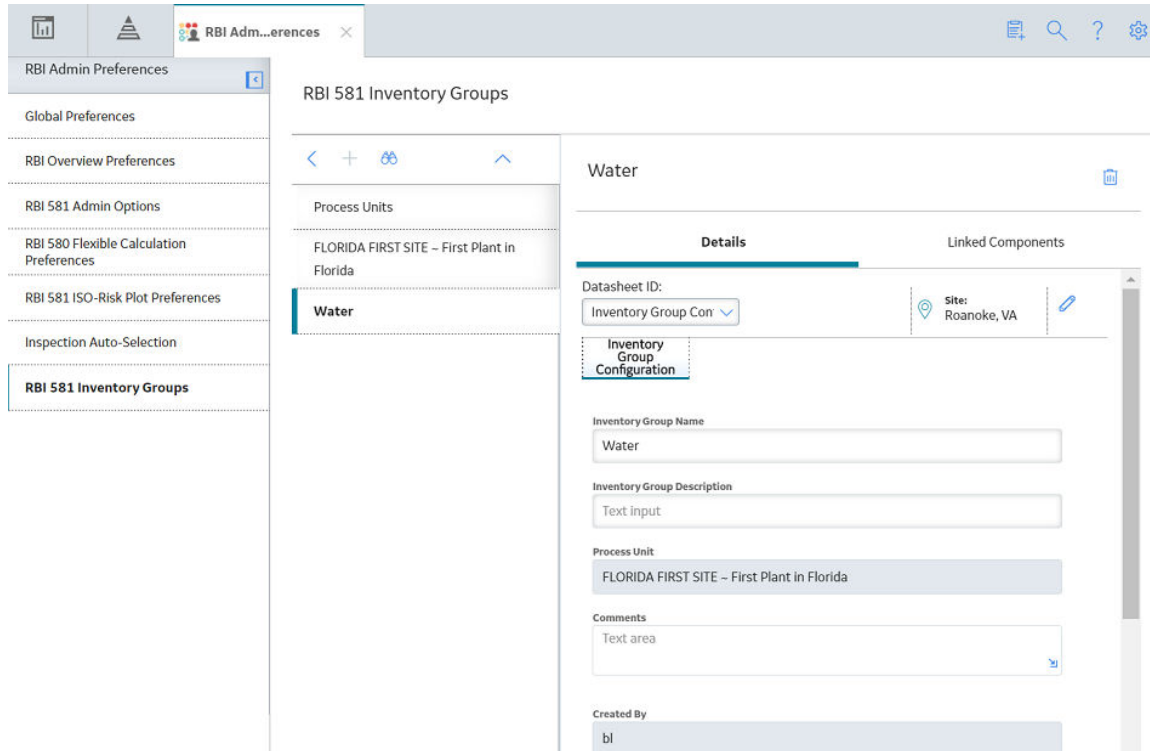 RBI Adm...erences
RBI Admin Preferences
Global Preferences
RBI Overview Preferences
RBI 581 Admin Options
RBI 580 Flexible Calculation
Preferences
RBI 581 ISO-Risk Plot Preferences
Inspection Auto-Selection
RBI 581 Inventory Groups
RBI 581 Inventory Groups
Process Units
FLORIDA FIRST SITE ~ First Plant in
Florida
Water
Water
Details
Linked Components
Datasheet ID:
Inventory Group Con
Site:
Roanoke, VA
Inventory
Group
Configuration
Inventory Group Name
Water
Inventory Group Description
Text input
Process Unit
FLORIDA FIRST SITE ~ First Plant in Florida
Comments
Text area
Created By
bl